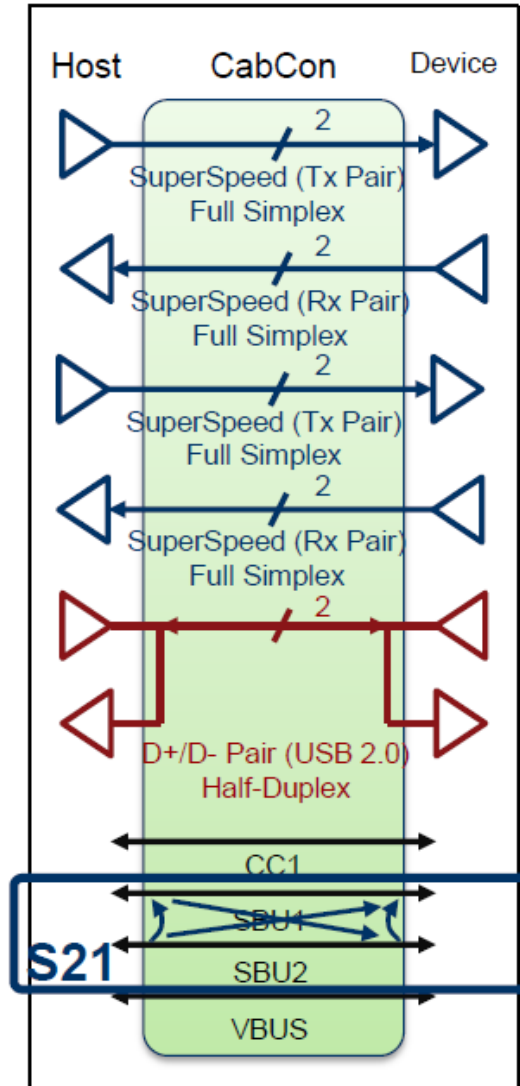 Host CabCon Device
2
SuperSpeed (Tx Pair)
Full Simplex
2
SuperSpeed (Rx Pair)
Full Simplex
2
SuperSpeed (Tx Pair)
Full Simplex
2
SuperSpeed (Rx Pair)
Full Simplex
2
D+/D- Pair (USB 2.0)
Half-Duplex
CC1
SBU1
S21
SBU2
VBUS